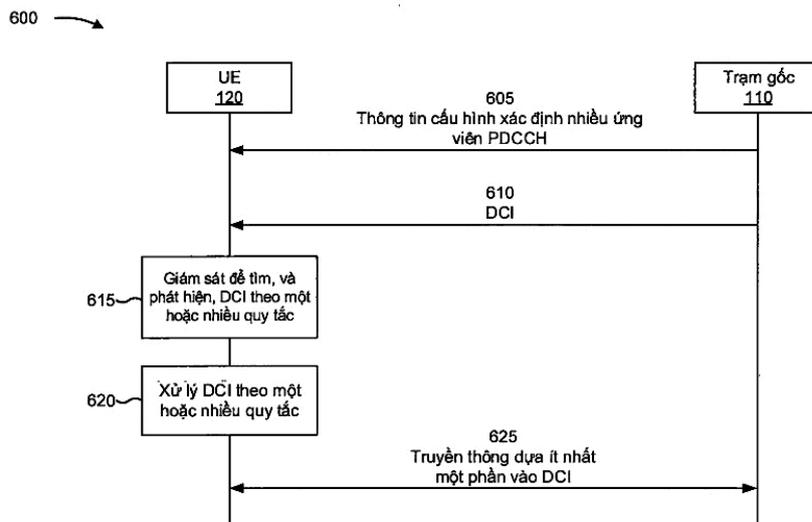 600
UE
120
Trạm gốc
110
605
Thông tin cấu hình xác định nhiều ứng
viên PDCCH
610
DCI
615
Giám sát để tìm, và
phát hiện, DCI theo một
hoặc nhiều quy tắc
620
Xử lý DCI theo một
hoặc nhiều quy tắc
625
Truyền thông dựa ít nhất
một phần vào DCI